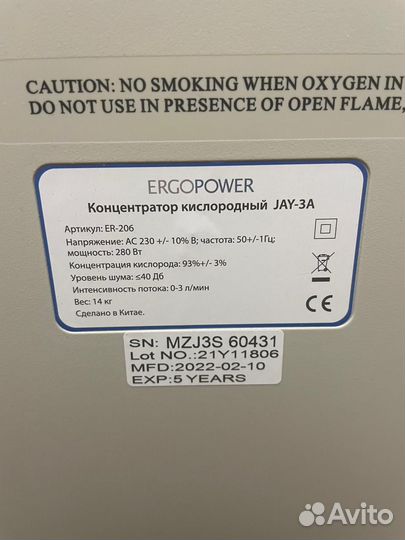 CAUTION: NO SMOKING WHEN OXYGEN IN
DO NOT USE IN PRESENCE OF OPEN FLAME,
ERGOPOWER
Концентратор кислородный JAY-3A
Артикул: ER-206
Напряжение: AC 230 +/- 10% В; частота: 50+/-1Гц;
мощность: 280 Вт
Концентрация кислорода: 93%+/- 3%
Уровень шума: ≤40 Дб
Интенсивность потока: 0-3 л/мин
Вес: 14 кг
Сделано в Китае.
CE
SN: MZJ3S 60431
Lot NO.:21Y11806
MFD:2022-02-10
EXP:5 YEARS
Avito